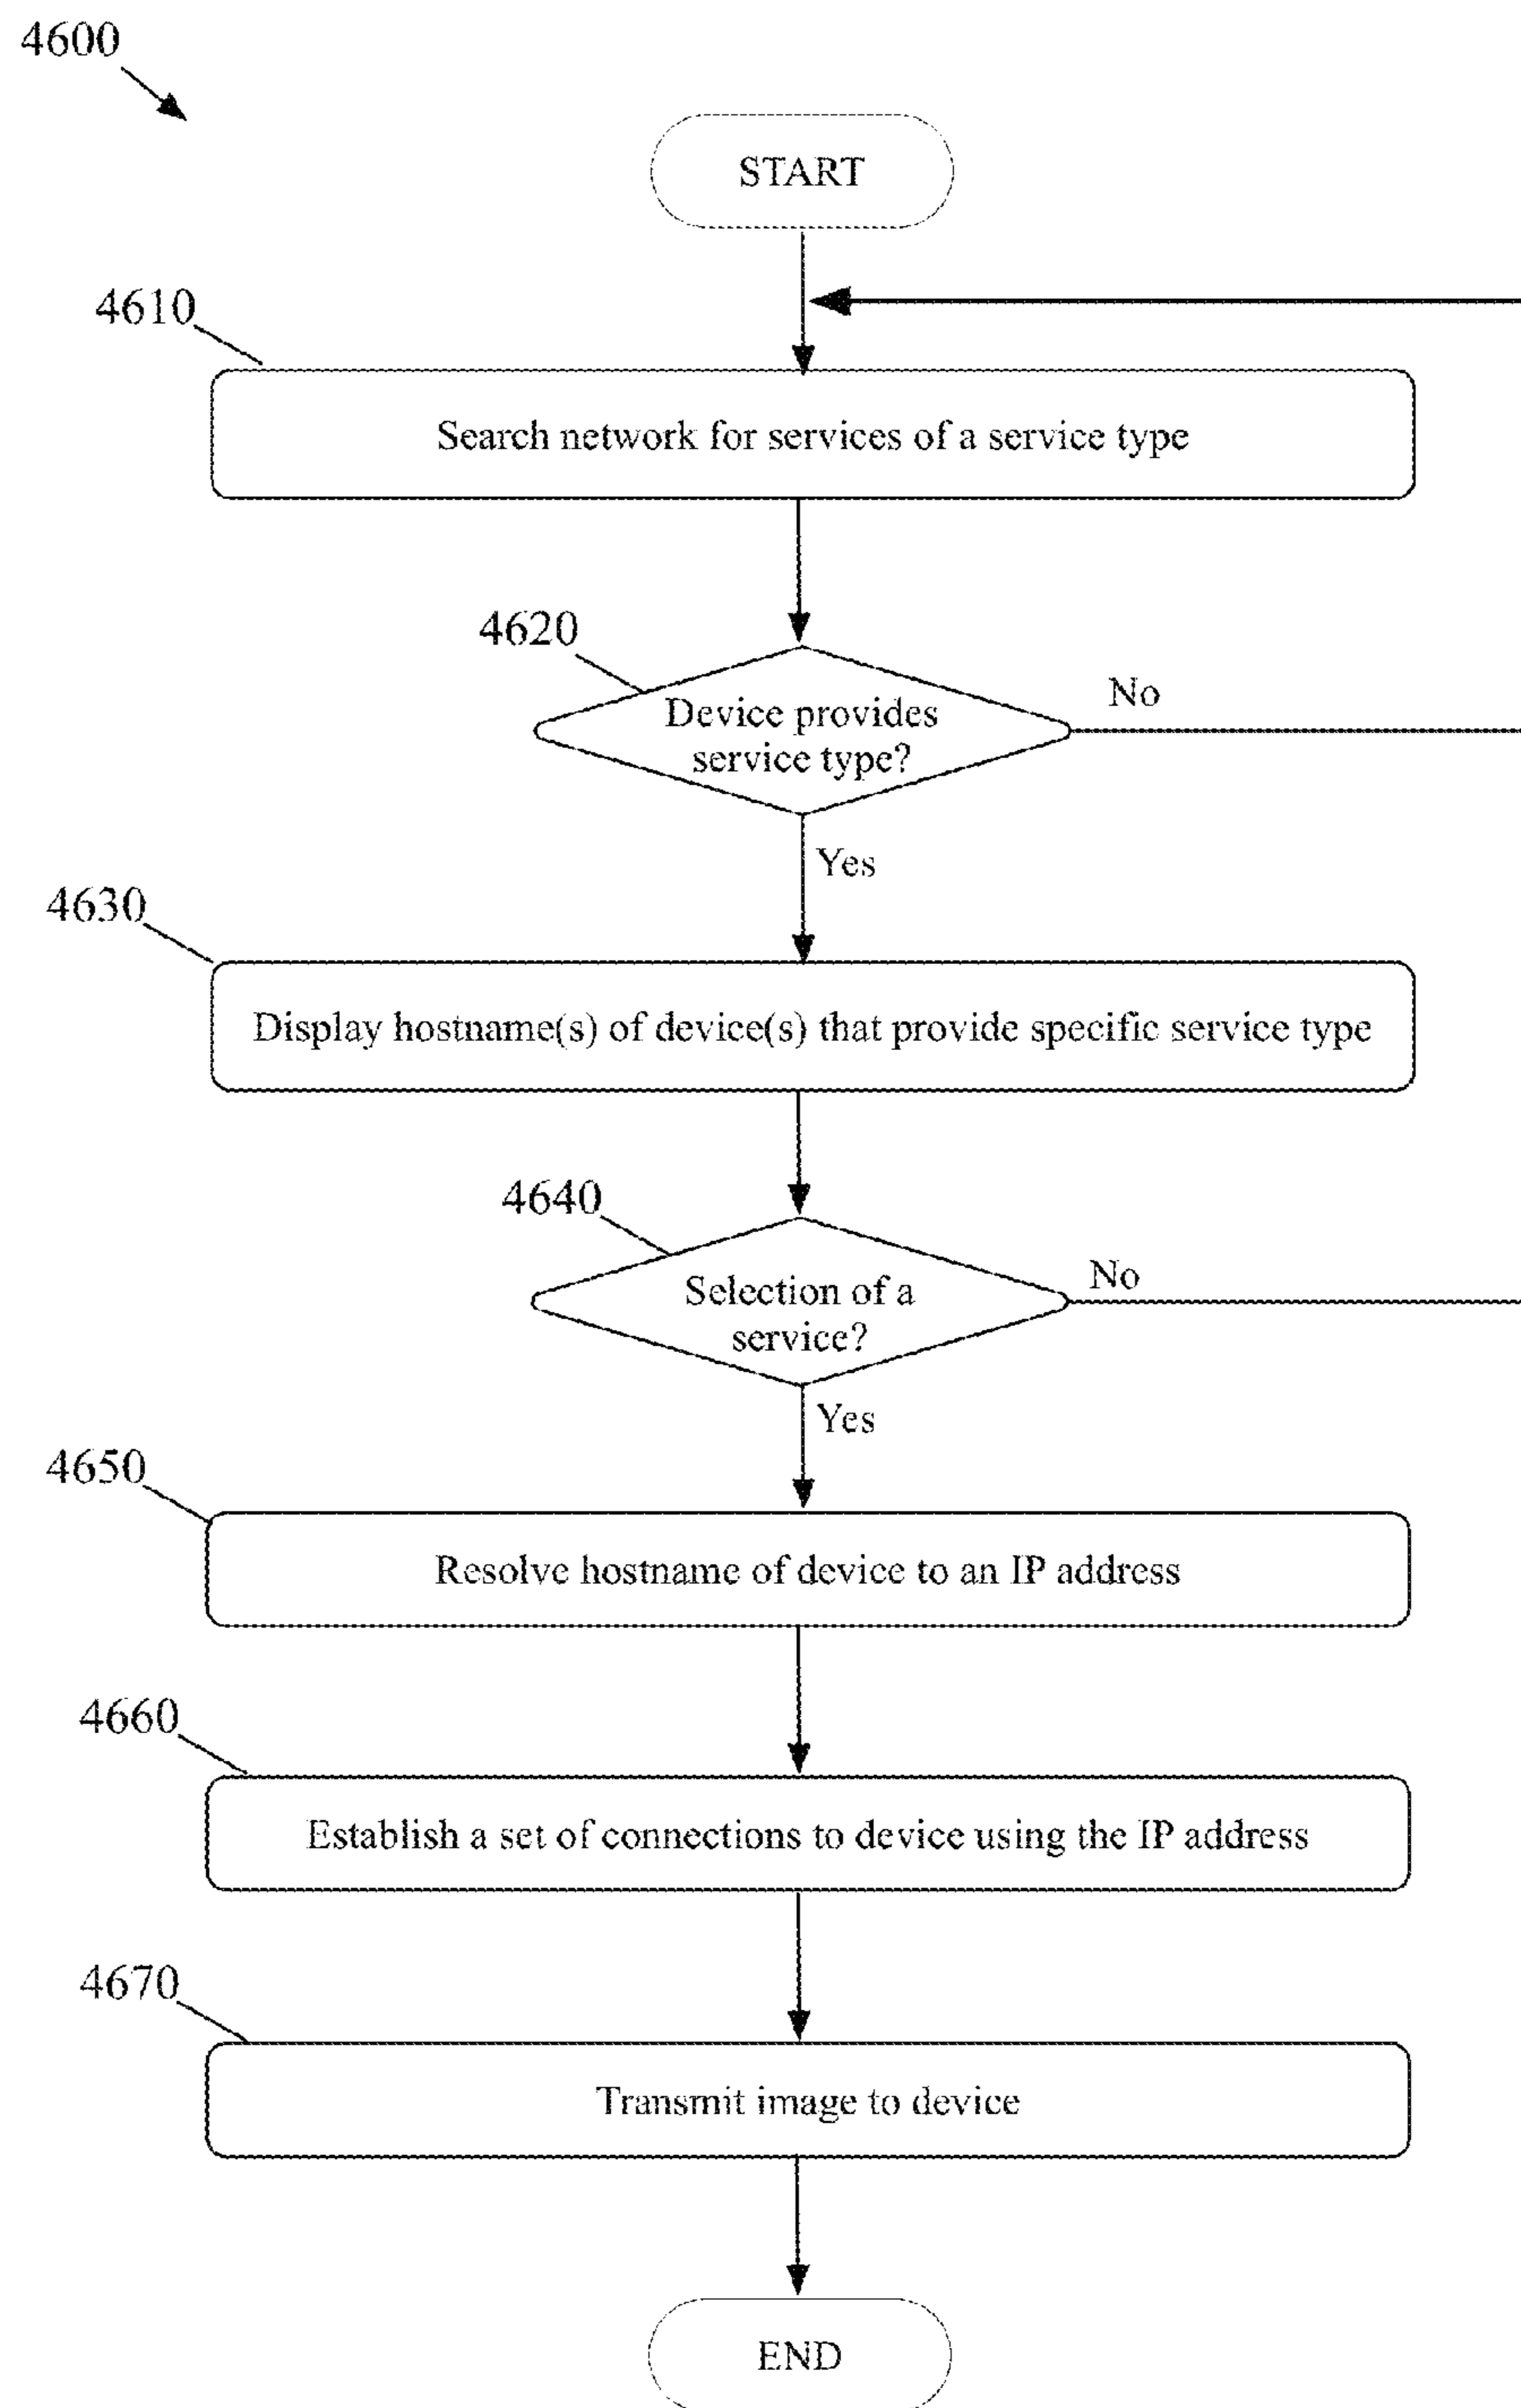 4600
START
4610
Search network for services of a service type
4620
Device provides
service type?
No
Yes
4630
Display hostname(s) of device(s) that provide specific service type
4640
Selection of a
service?
No
Yes
4650
Resolve hostname of device to an IP address
4660
Establish a set of connections to device using the IP address
4670
Transmit image to device
END